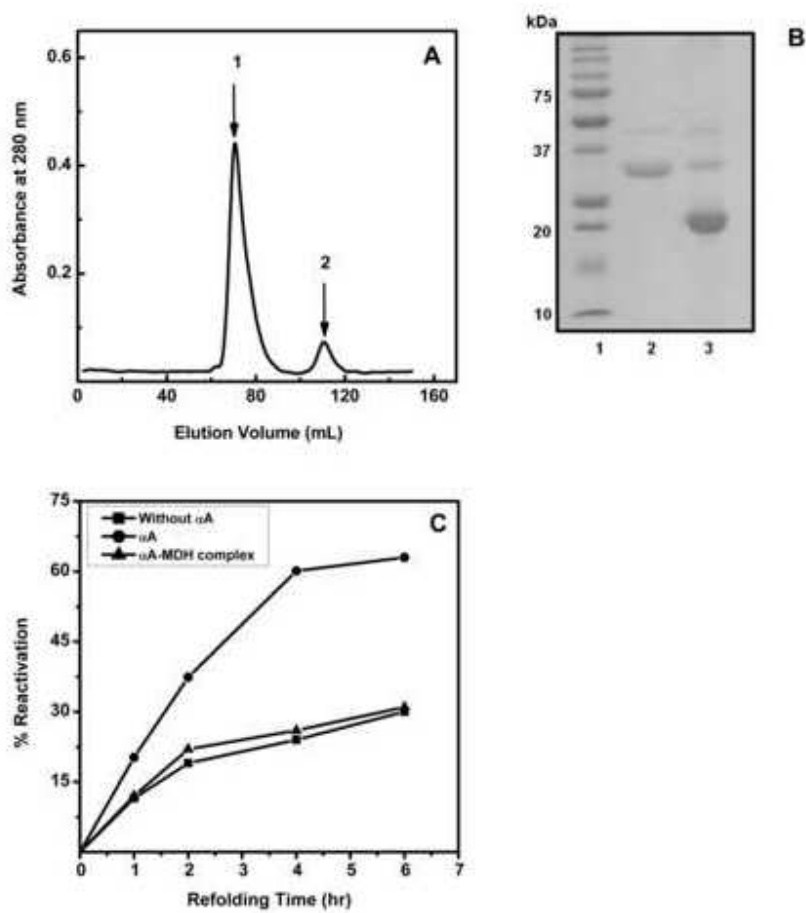 A
Absorbance at 280 nm
0.6
0.4
0.2
1
2
0 40 80 120 160
Elution Volume (mL)
B
kDa
75
37
20
10
1 2 3
C
% Reactivation
75
60
45
30
15
Without αA
αA
αA-MDH complex
0 1 2 3 4 5 6 7
Refolding Time (hr)